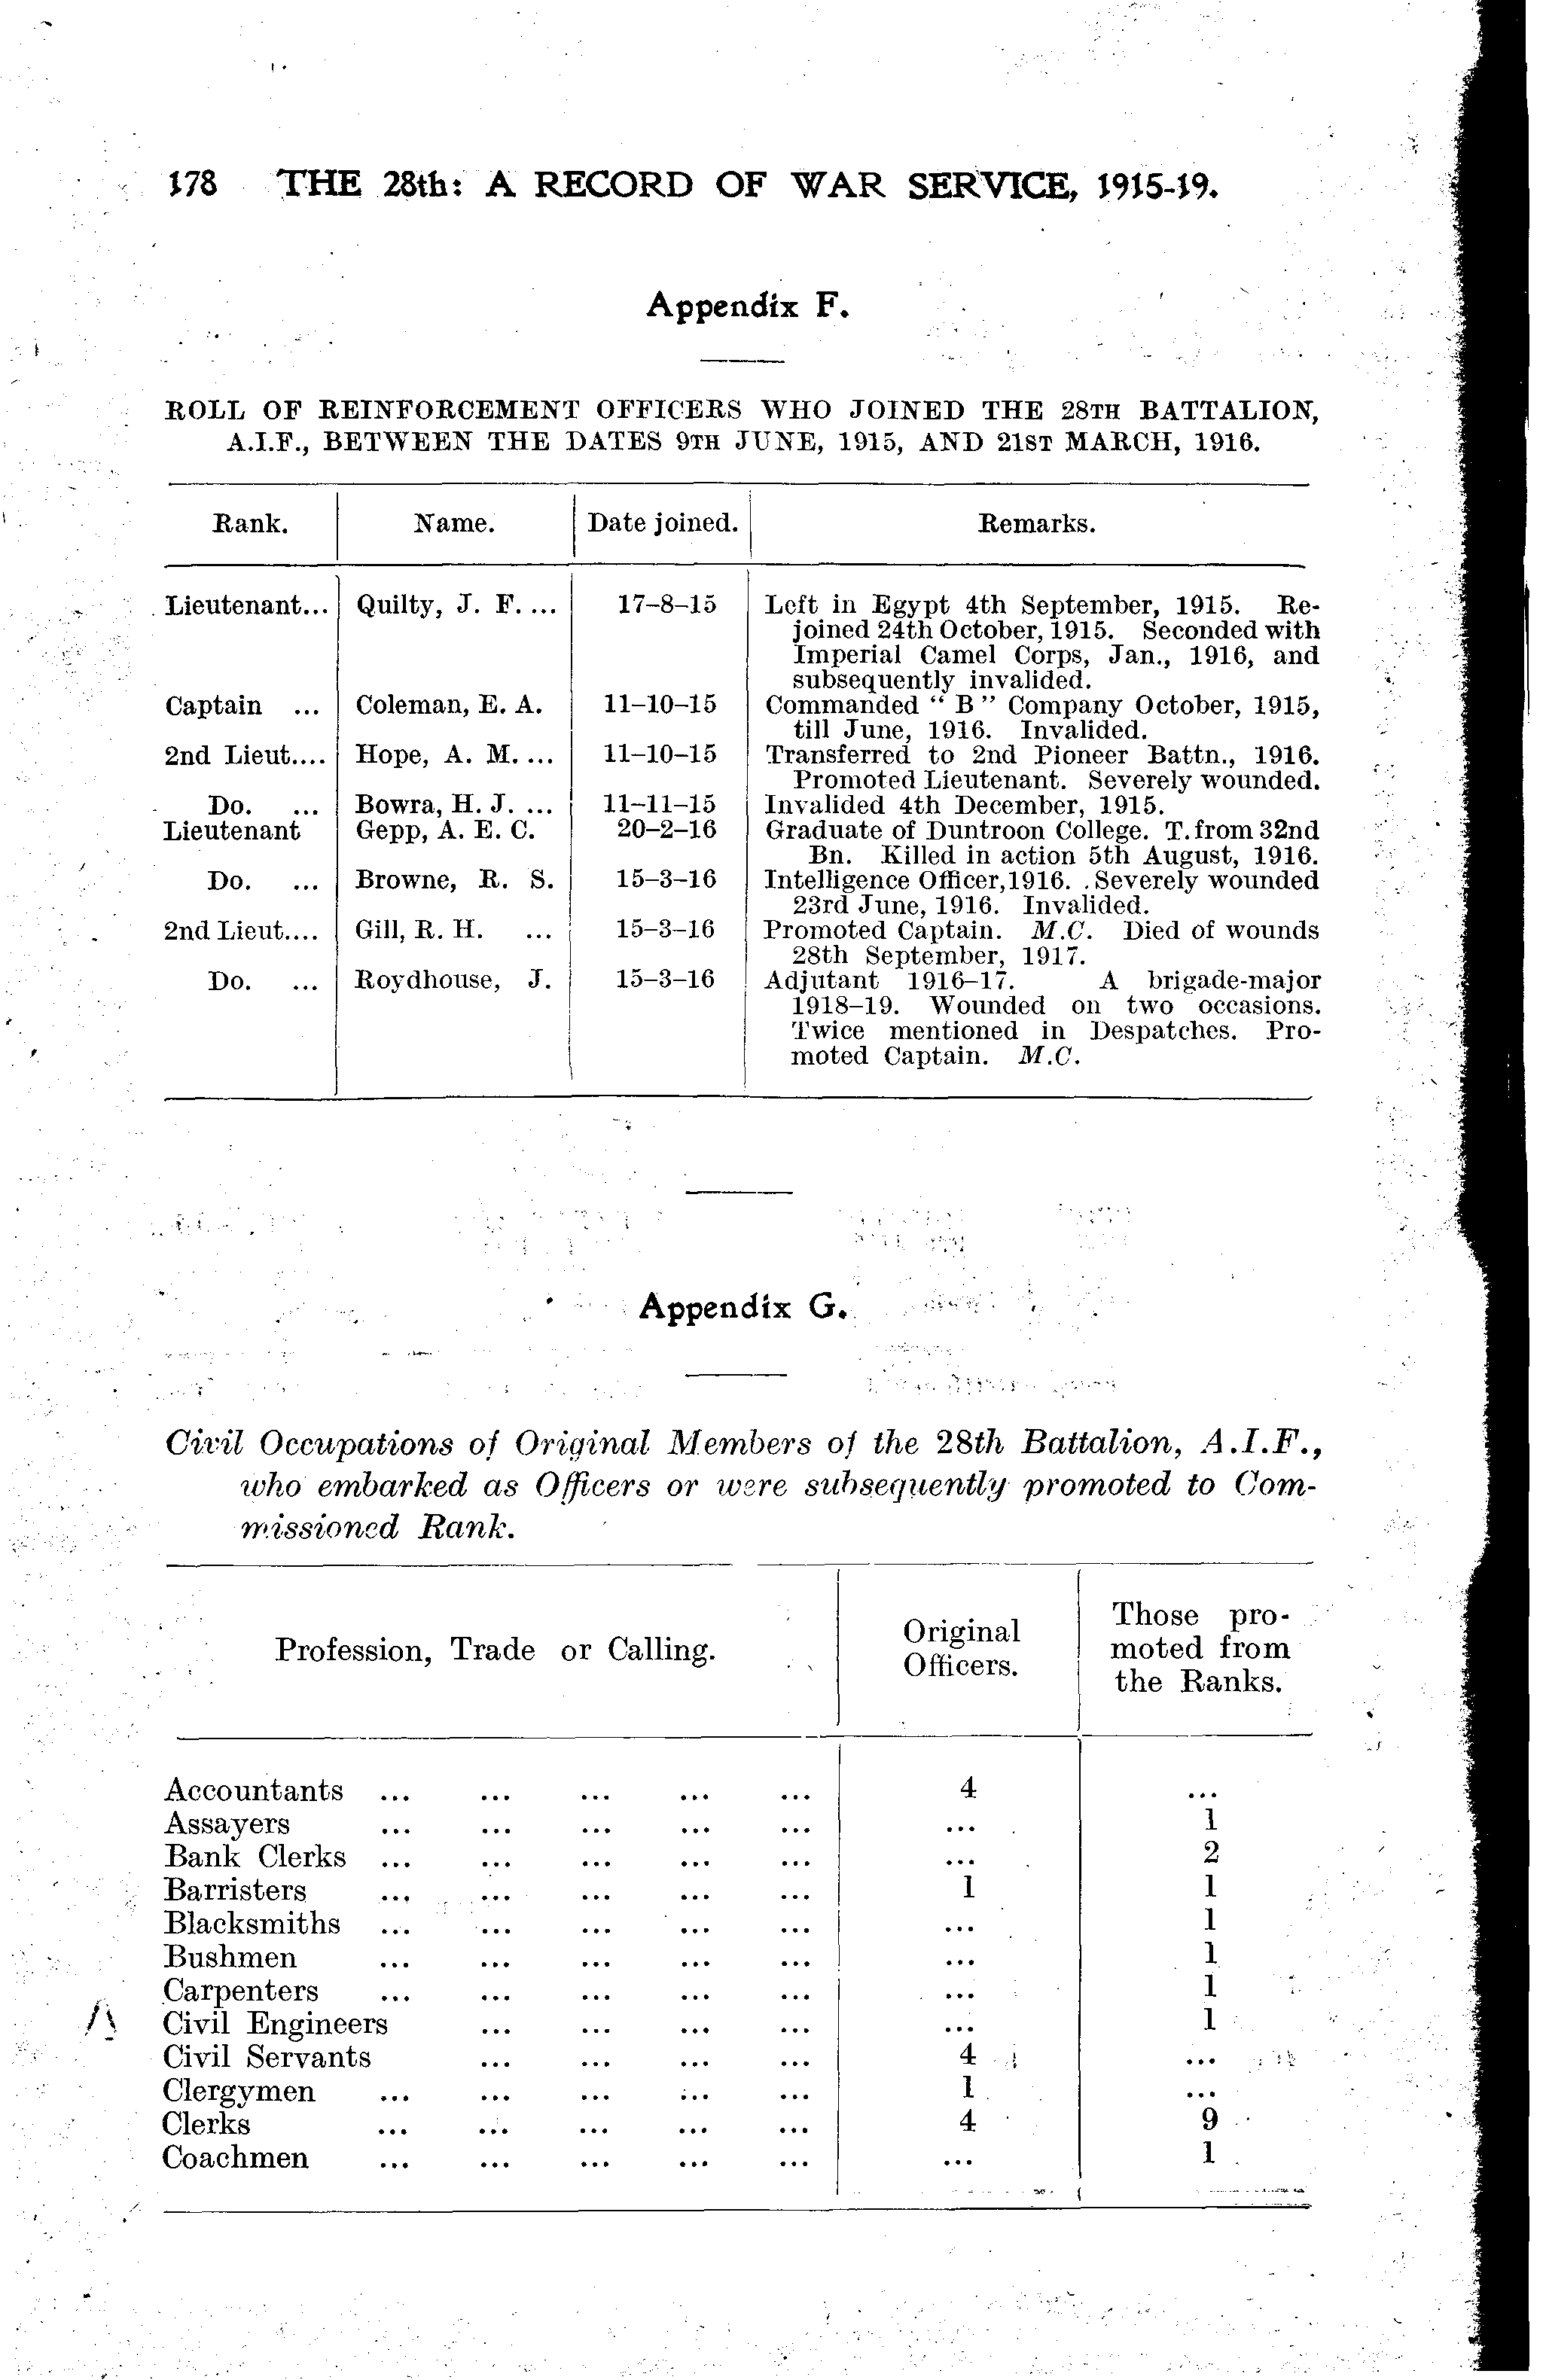 178 THE 28th: A RECORD OF WAR SERVICE, 1915-19.
Appendix F.
ROLL OF REINFORCEMENT OFFICERS WHO JOINED THE 28TH BATTALION,
A.I.F., BETWEEN THE DATES 9TH JUNE, 1915, AND 21ST MARCH, 1916.
Rank. Name. Date joined. Remarks.
Lieutenant... Quilty, J. F. ... 17-8-15 Left in Egypt 4th September, 1915. Re-
joined 24th October, 1915. Seconded with
Imperial Camel Corps, Jan., 1916, and
subsequently invalided.
Captain ... Coleman, E. A. 11-10-15 Commanded "B" Company October, 1915,
till June, 1916. Invalided.
2nd Lieut.... Hope, A. M. ... 11-10-15 Transferred to 2nd Pioneer Battn., 1916.
Promoted Lieutenant. Severely wounded.
Do. ... Bowra, H. J. ... 11-11-15 Invalided 4th December, 1915.
Lieutenant Gepp, A. E. C. 20-2-16 Graduate of Duntroon College. T. from 32nd
Bn. Killed in action 5th August, 1916.
Do. ... Browne, R. S. 15-3-16 Intelligence Officer, 1916. Severely wounded
23rd June, 1916. Invalided.
2nd Lieut.... Gill, R. H. ... 15-3-16 Promoted Captain. M.C. Died of wounds
28th September, 1917.
Do. ... Roydhouse, J. 15-3-16 Adjutant 1916-17. A brigade-major
1918-19. Wounded on two occasions.
Twice mentioned in Despatches. Pro-
moted Captain. M.C.
Appendix G.
Civil Occupations of Original Members of the 28th Battalion, A.I.F.,
who embarked as Officers or were subsequently promoted to Com-
missioned Rank.
Profession, Trade or Calling. Original Officers. Those pro-
moted from
the Ranks.
Accountants ... ... ... ... ... 4 ...
Assayers ... ... ... ... ... ... 1
Bank Clerks ... ... ... ... ... ... 2
Barristers ... ... ... ... ... 1 1
Blacksmiths ... ... ... ... ... ... 1
Bushmen ... ... ... ... ... ... 1
Carpenters ... ... ... ... ... ... 1
Civil Engineers ... ... ... ... ... 1
Civil Servants ... ... ... ... 4 ...
Clergymen ... ... ... ... ... 1 ...
Clerks ... ... ... ... ... 4 9
Coachmen ... ... ... ... ... ... 1